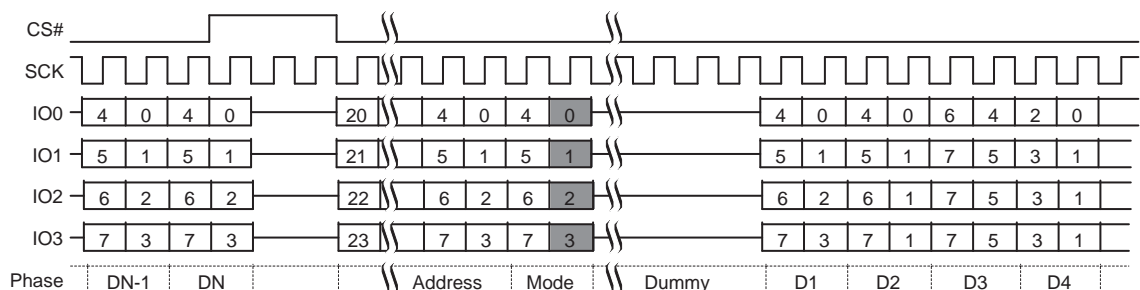 CS#
SCK
IO0 4 0 4 0 20 4 0 4 0 4 0 4 0 6 4 2 0
IO1 5 1 5 1 21 5 1 5 1 5 1 5 1 7 5 3 1
IO2 6 2 6 2 22 6 2 6 2 6 2 6 1 7 5 3 1
IO3 7 3 7 3 23 7 3 7 3 7 3 7 1 7 5 3 1
Phase DN-1 DN Address Mode Dummy D1 D2 D3 D4